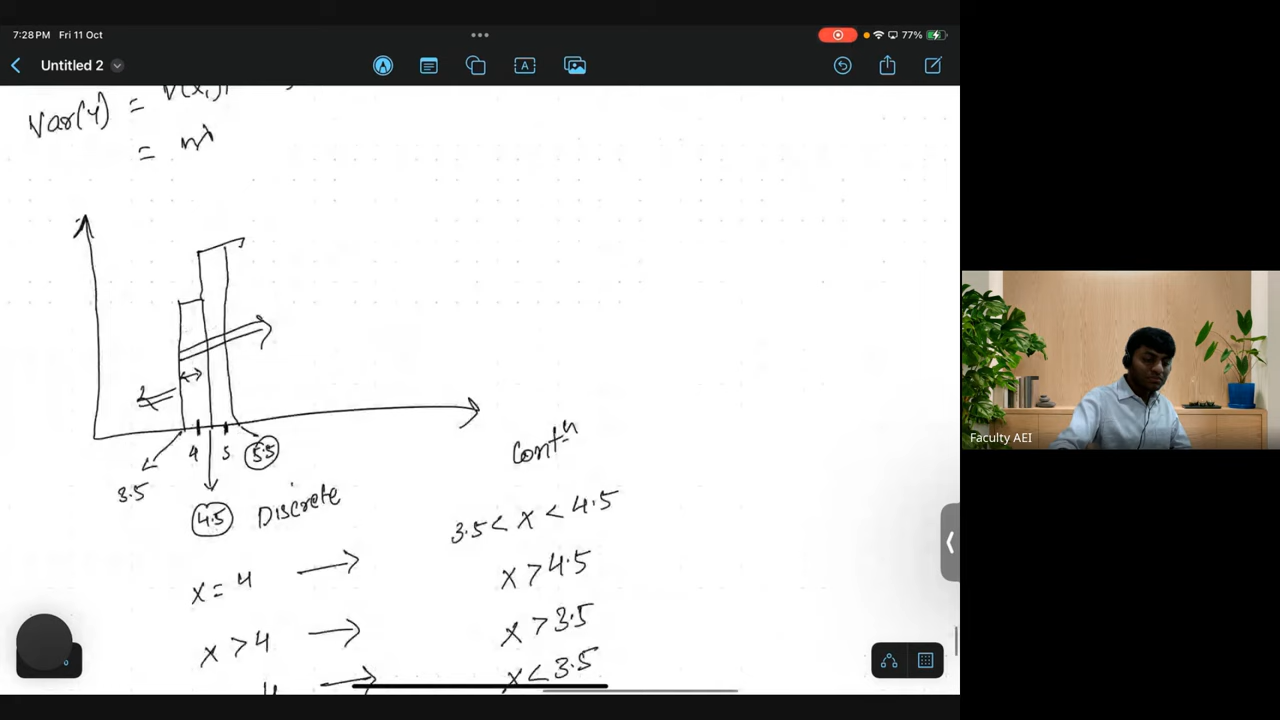 7:28 PM Fri 11 Oct
77%
Untitled 2
Var(Y) =
=
4 5 5.5
3.5
4.5 Discrete
contⁿ
x = 4 → 3.5 < x < 4.5
x > 4 → x > 4.5
x > 3.5
→ x < 3.5
Faculty AEI